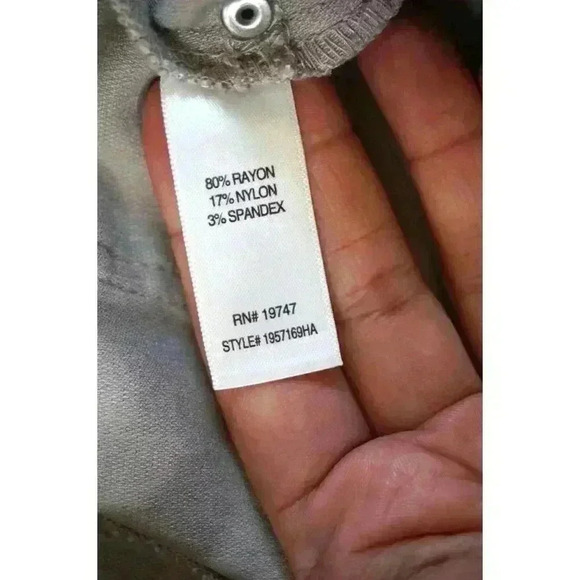 80% RAYON
17% NYLON
3% SPANDEX
RN# 19747
STYLE# 1957169HA